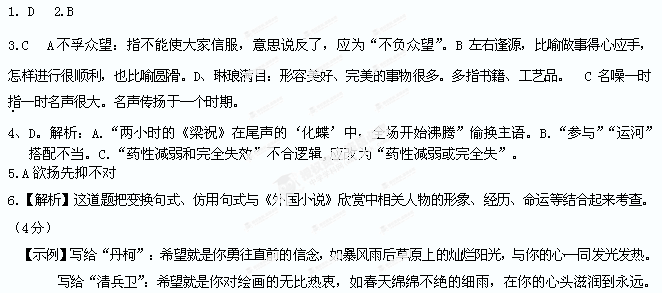 1. D  2.B
3.C  A不孚众望：指不能使大家信服，意思说反了，应为“不负众望”。B 左右逢源，比喻做事得心应手，
怎样进行很顺利，也比喻圆滑。D、琳琅满目：形容美好、完美的事物很多。多指书籍、工艺品。 C 名噪一时
指一时名声很大。名声传扬于一个时期。
4、D。解析：A.“两小时的《梁祝》在尾声的‘化蝶’中，全场开始沸腾”偷换主语。B.“参与”“运河”
搭配不当。C.“药性减弱和完全失效”不合逻辑,应改为“药性减弱或完全失”。
5.A欲扬先抑不对
6.【解析】这道题把变换句式、仿用句式与《外国小说》欣赏中相关人物的形象、经历、命运等结合起来考查。
（4分）
【示例】写给“丹柯”：希望就是你勇往直前的信念，如暴风雨后草原上的灿烂阳光，与你的心一同发光发热。
写给“清兵卫”：希望就是你对绘画的无比热衷，如春天绵绵不绝的细雨，在你的心头滋润到永远。